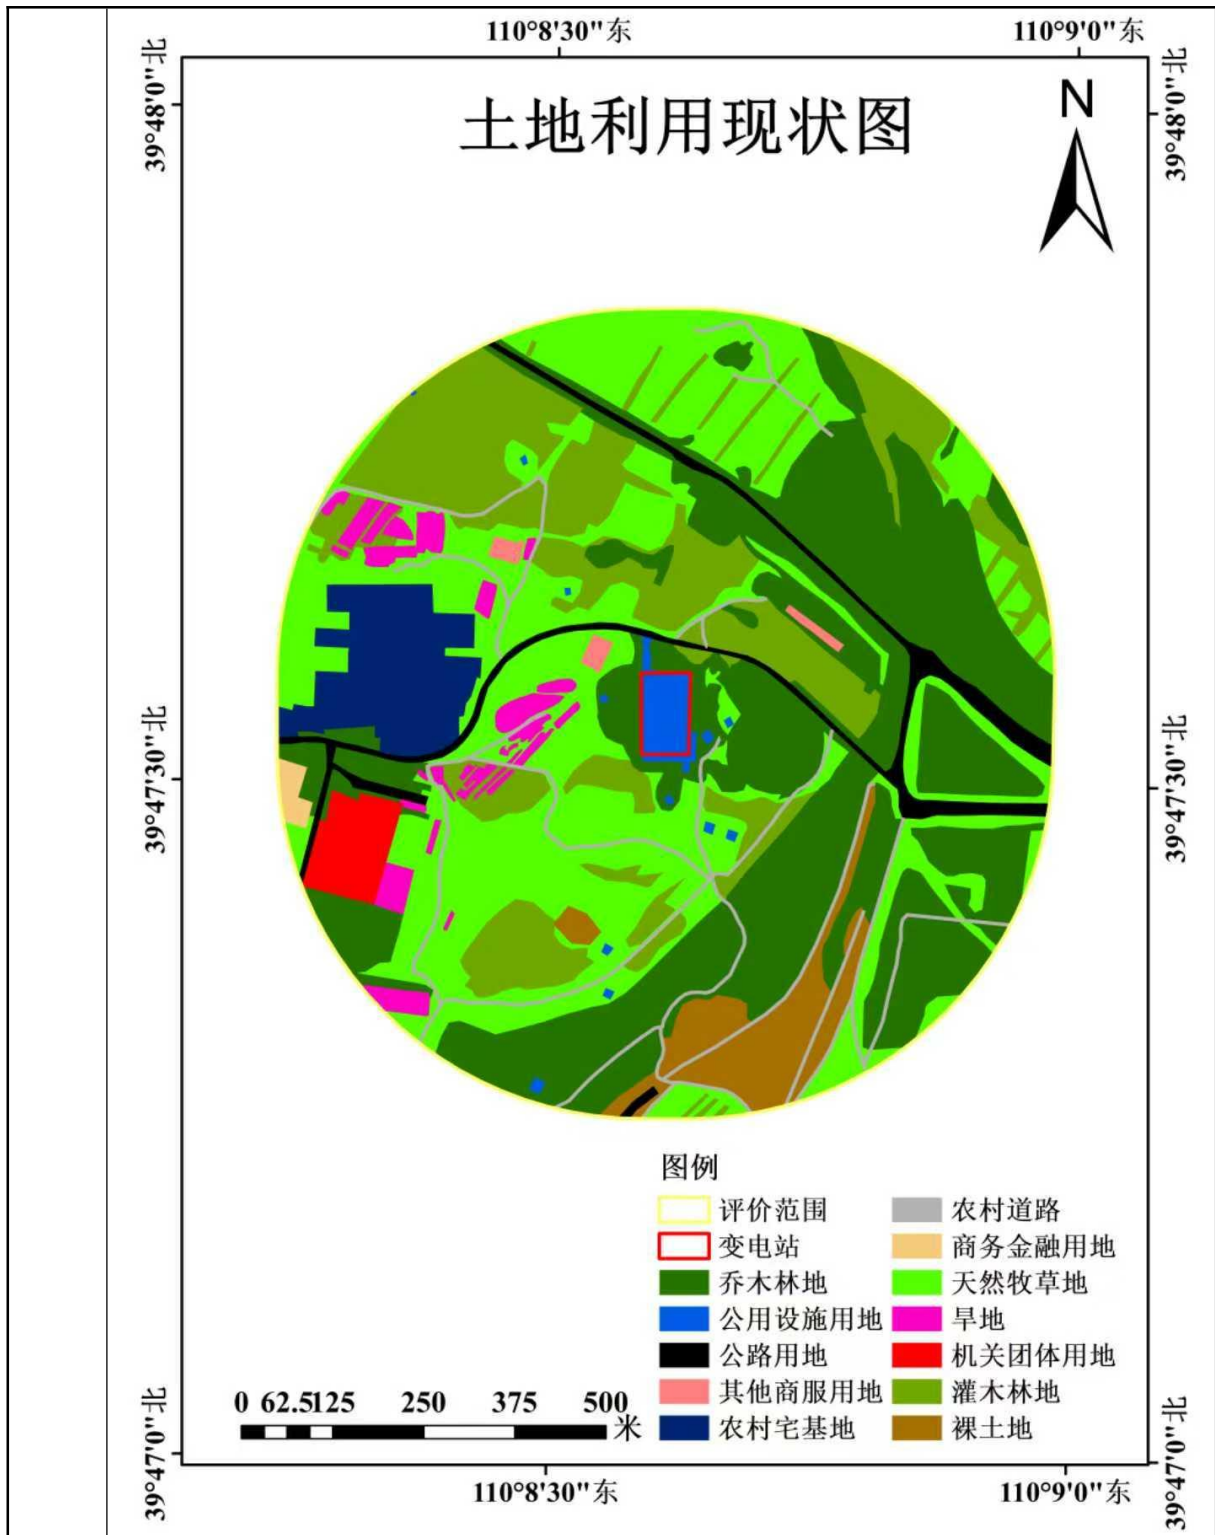 110°8'30"东
110°9'0"东
39°48'0"北
39°48'0"北
土地利用现状图
N
39°47'30"北
39°47'30"北
图例
评价范围
农村道路
变电站
商务金融用地
乔木林地
天然牧草地
公用设施用地
旱地
公路用地
机关团体用地
其他商服用地
灌木林地
农村宅基地
裸土地
0 62.5 125 250 375 500
米
39°47'0"北
39°47'0"北
110°8'30"东
110°9'0"东